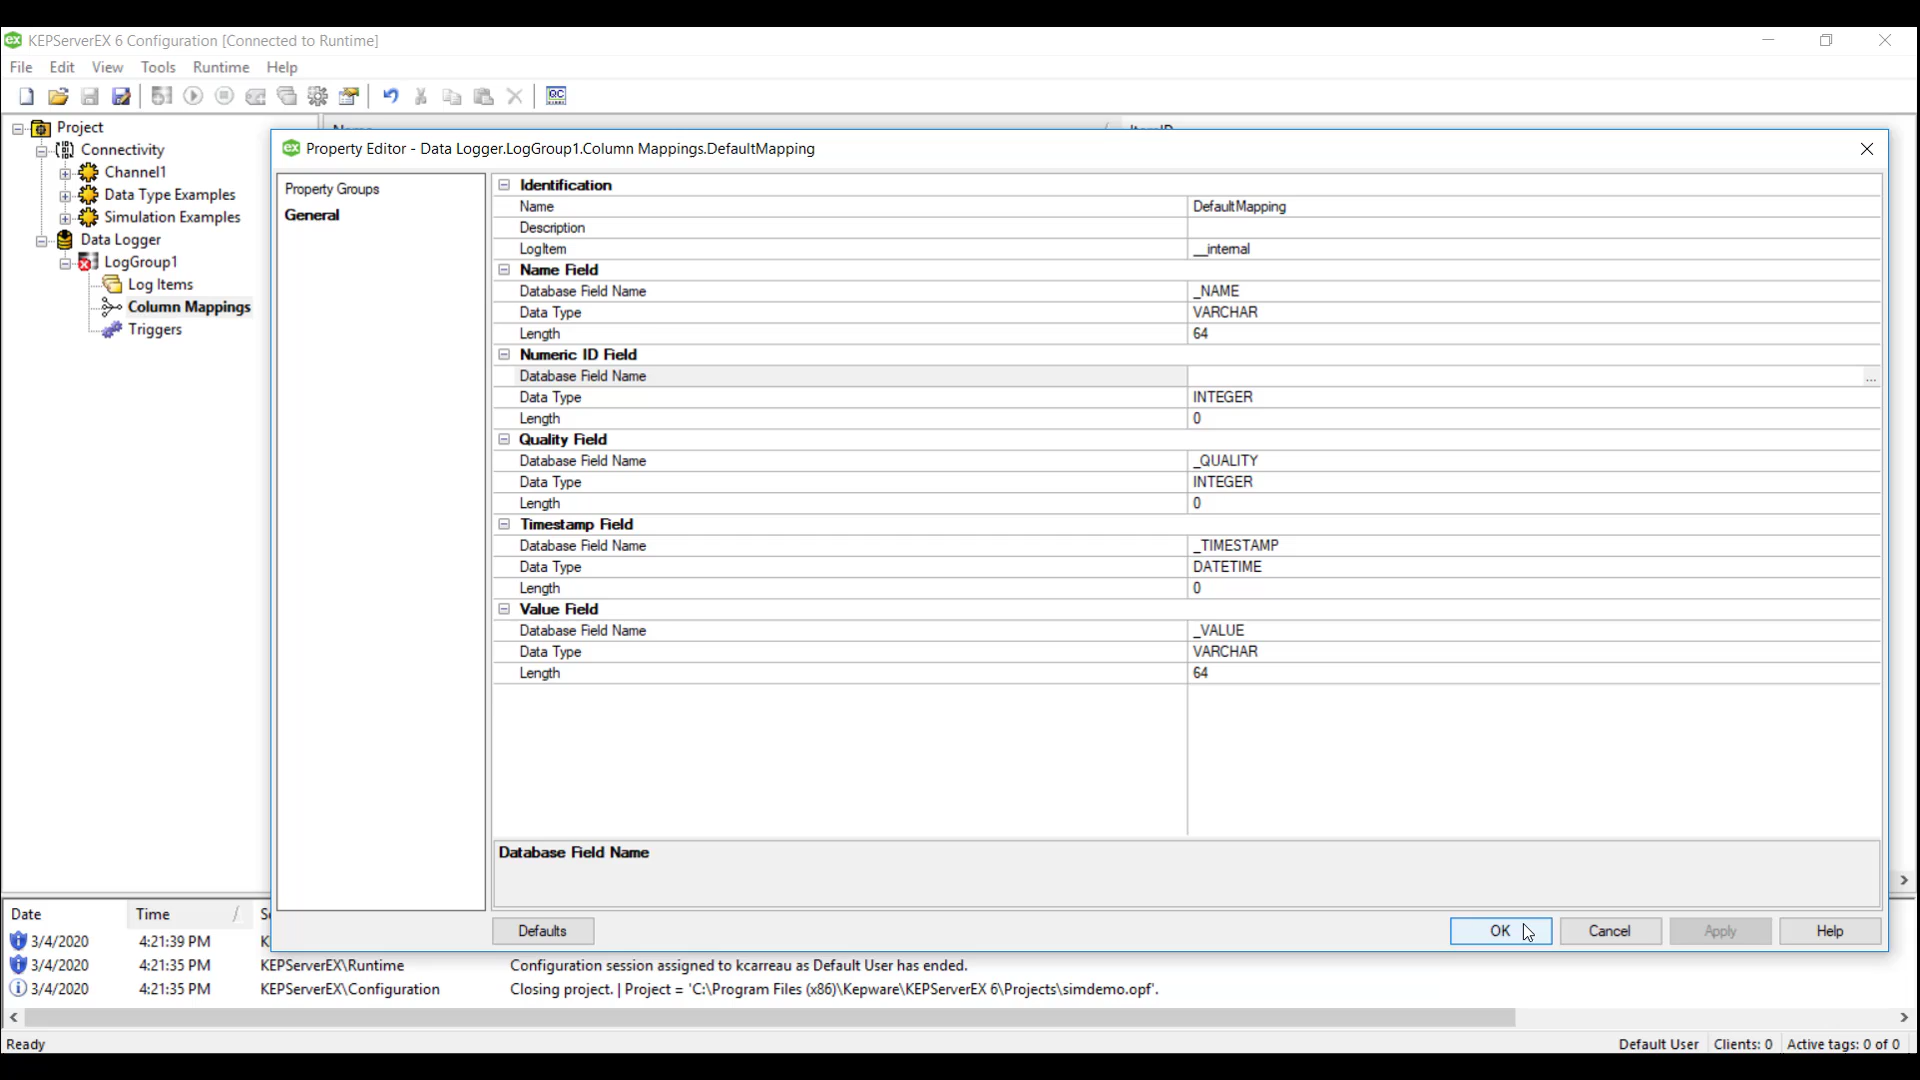 KEPServerEX 6 Configuration [Connected to Runtime]
File Edit View Tools Runtime Help
QC
Project
Connectivity
Channel1
Data Type Examples
Simulation Examples
Data Logger
LogGroup1
Log Items
Column Mappings
Triggers
Property Editor - Data Logger.LogGroup1.Column Mappings.DefaultMapping
Property Groups
General
Identification
Name DefaultMapping
Description
LogItem __internal
Name Field
Database Field Name _NAME
Data Type VARCHAR
Length 64
Numeric ID Field
Database Field Name ...
Data Type INTEGER
Length 0
Quality Field
Database Field Name _QUALITY
Data Type INTEGER
Length 0
Timestamp Field
Database Field Name _TIMESTAMP
Data Type DATETIME
Length 0
Value Field
Database Field Name _VALUE
Data Type VARCHAR
Length 64
Database Field Name
Defaults OK Cancel Apply Help
Date Time
3/4/2020 4:21:39 PM
3/4/2020 4:21:35 PM KEPServerEX\Runtime Configuration session assigned to kcarreau as Default User has ended.
3/4/2020 4:21:35 PM KEPServerEX\Configuration Closing project. | Project = 'C:\Program Files (x86)\Kepware\KEPServerEX 6\Projects\simdemo.opf'.
Ready Default User Clients: 0 Active tags: 0 of 0